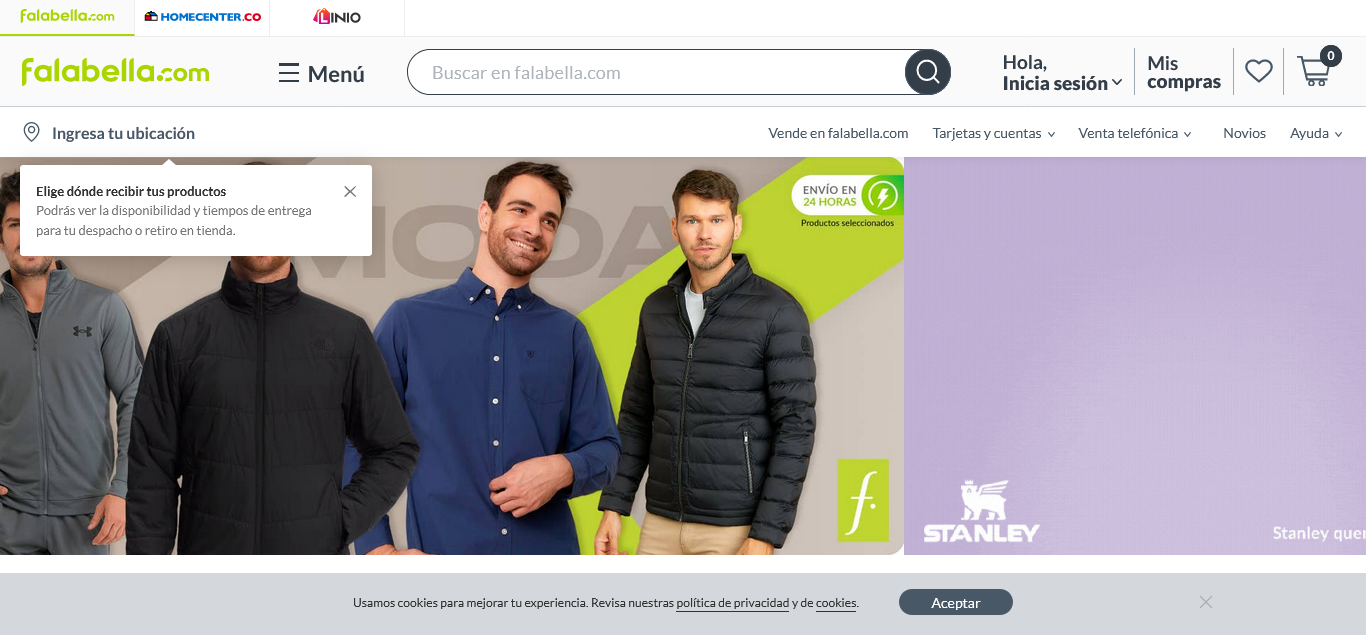 falabella.com
HOMECENTER.CO
LINIO
falabella.com
Menú
Buscar en falabella.com
Hola,
Inicia sesión
Mis
compras
0
Ingresa tu ubicación
Vende en falabella.com
Tarjetas y cuentas
Venta telefónica
Novios
Ayuda
Elige dónde recibir tus productos
Podrás ver la disponibilidad y tiempos de entrega
para tu despacho o retiro en tienda.
MODA
ENVÍO EN
24 HORAS
Productos seleccionados
f.
STANLEY
Stanley quer
Usamos cookies para mejorar tu experiencia. Revisa nuestras política de privacidad y de cookies.
Aceptar